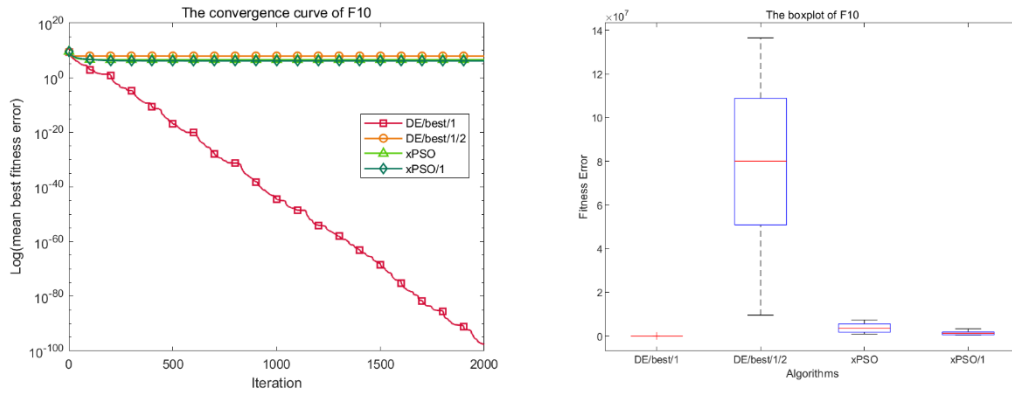 The convergence curve of F10
Log(mean best fitness error)
10^20
10^0
10^-20
10^-40
10^-60
10^-80
10^-100
DE/best/1
DE/best/1/2
xPSO
xPSO/1
0 500 1000 1500 2000
Iteration
The boxplot of F10
×10^7
Fitness Error
14
12
10
8
6
4
2
0
DE/best/1 DE/best/1/2 xPSO xPSO/1
Algorithms